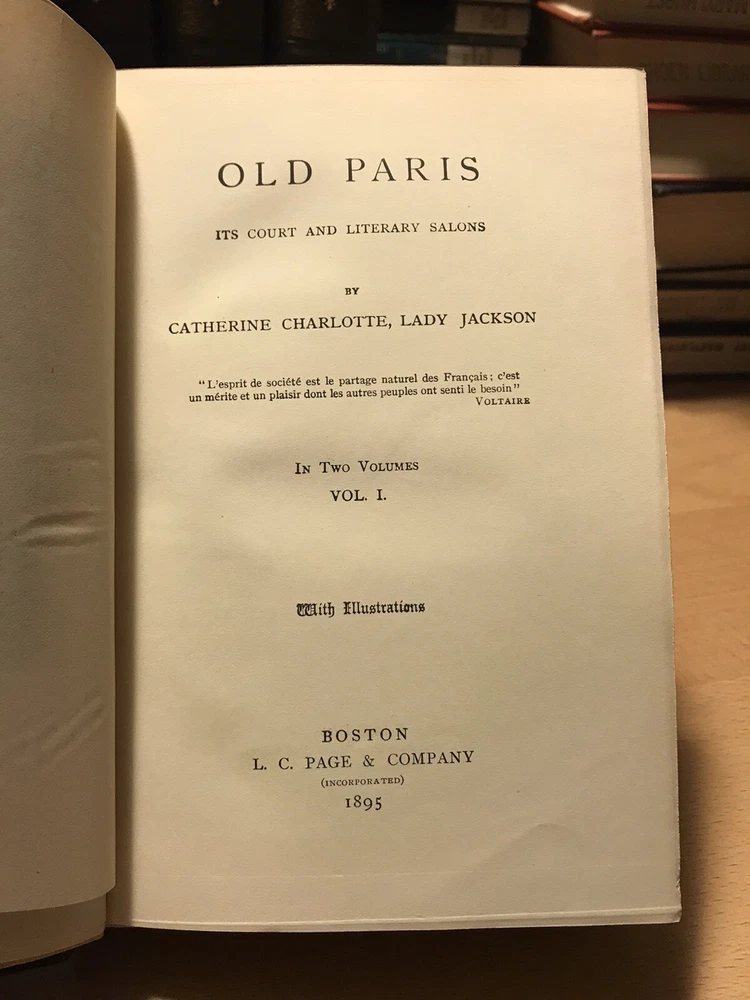 OLD PARIS
ITS COURT AND LITERARY SALONS
BY
CATHERINE CHARLOTTE, LADY JACKSON
“L'esprit de société est le partage naturel des Français; c'est
un mérite et un plaisir dont les autres peuples ont senti le besoin”
VOLTAIRE
IN TWO VOLUMES
VOL. I.
With Illustrations
BOSTON
L. C. PAGE & COMPANY
(INCORPORATED)
1895